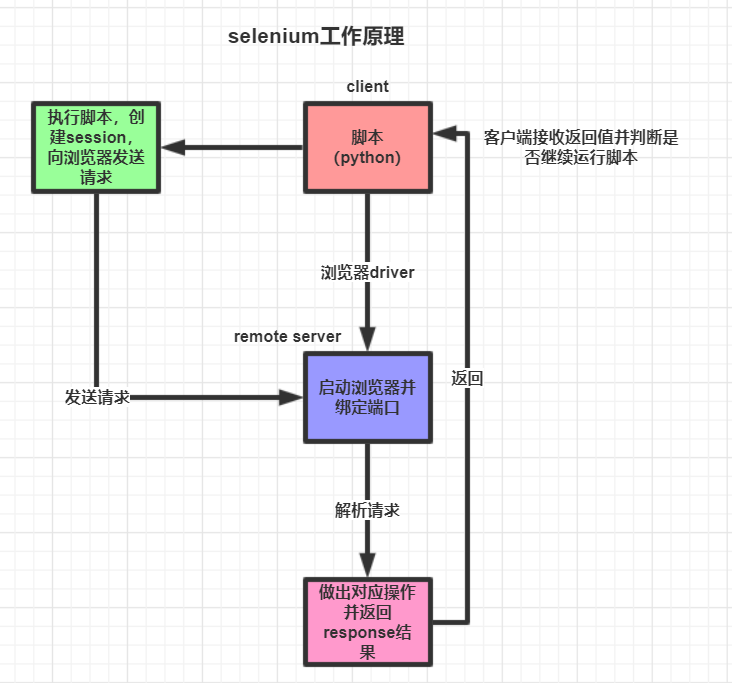 selenium工作原理
client
执行脚本，创
建session，
向浏览器发送
请求
脚本
(python)
客户端接收返回值并判断是
否继续运行脚本
浏览器driver
remote server
启动浏览器并
绑定端口
返回
发送请求
解析请求
做出对应操作
并返回
response结
果